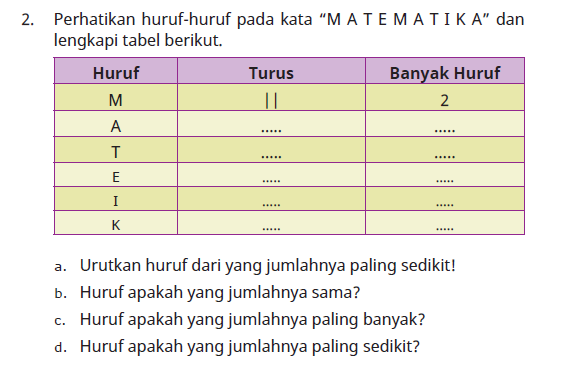 2. Perhatikan huruf-huruf pada kata “M A T E M A T I K A” dan
lengkapi tabel berikut.
Huruf Turus Banyak Huruf
M || 2
A ..... .....
T ..... .....
E ..... .....
I ..... .....
K ..... .....
a. Urutkan huruf dari yang jumlahnya paling sedikit!
b. Huruf apakah yang jumlahnya sama?
c. Huruf apakah yang jumlahnya paling banyak?
d. Huruf apakah yang jumlahnya paling sedikit?